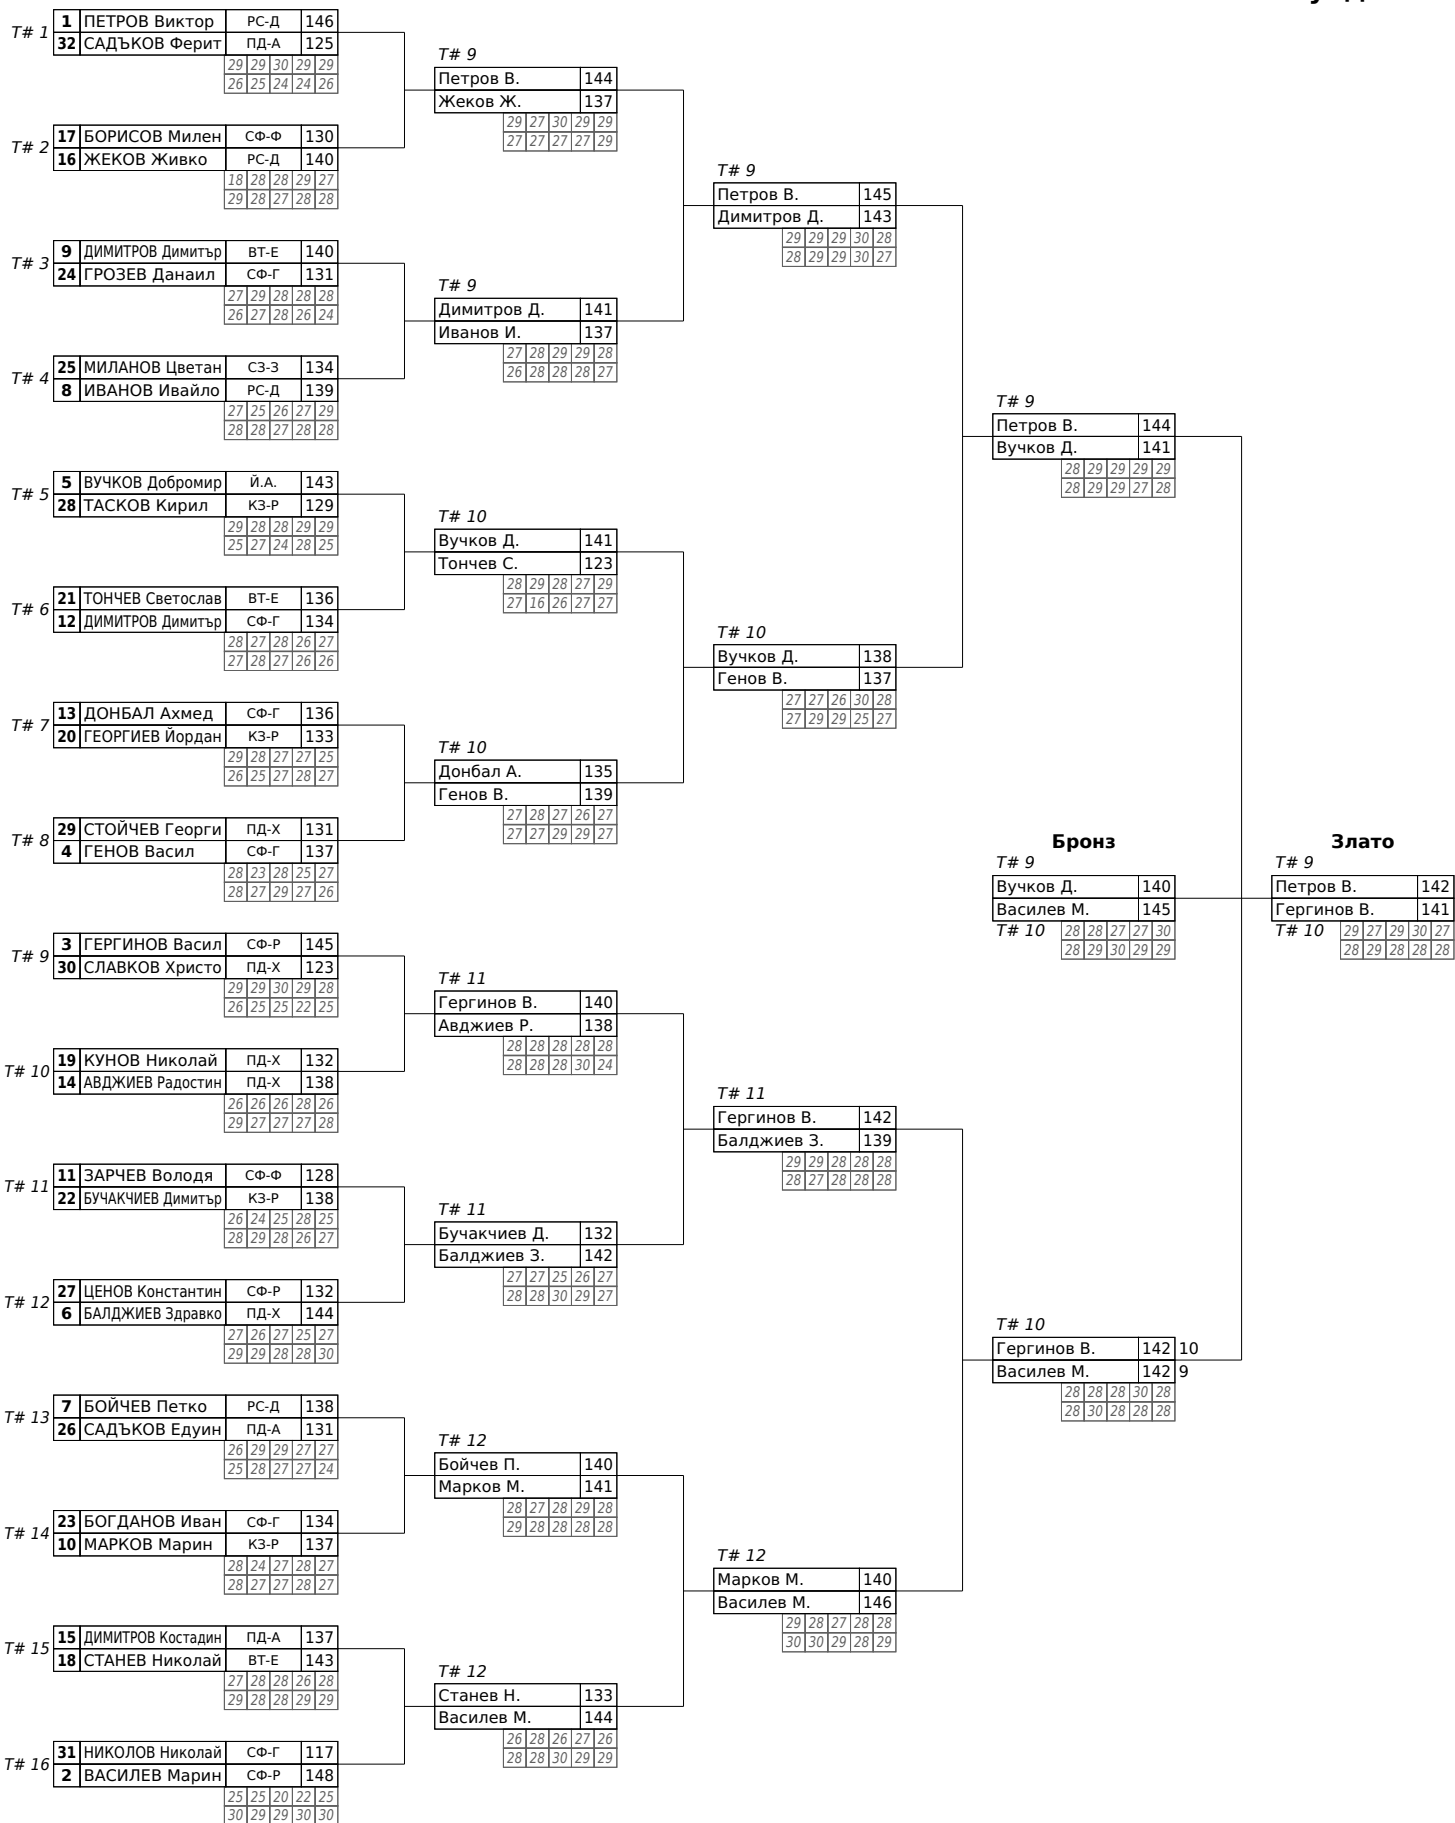 T# 1
1 ПЕТРОВ Виктор РС-Д 146
32 САДЪКОВ Ферит ПД-А 125
29 29 30 29 29
26 25 24 24 26
T# 2
17 БОРИСОВ Милен СФ-Ф 130
16 ЖЕКОВ Живко РС-Д 140
18 28 28 29 27
29 28 27 28 28
T# 3
9 ДИМИТРОВ Димитър ВТ-Е 140
24 ГРОЗЕВ Данаил СФ-Г 131
27 29 28 28 28
26 27 28 26 24
T# 4
25 МИЛАНОВ Цветан СЗ-З 134
8 ИВАНОВ Ивайло РС-Д 139
27 25 26 27 29
28 28 27 28 28
T# 5
5 ВУЧКОВ Добромир Й.А. 143
28 ТАСКОВ Кирил КЗ-Р 129
29 28 28 29 29
25 27 24 28 25
T# 6
21 ТОНЧЕВ Светослав ВТ-Е 136
12 ДИМИТРОВ Димитър СФ-Г 134
28 27 28 26 27
27 28 27 26 26
T# 7
13 ДОНБАЛ Ахмед СФ-Г 136
20 ГЕОРГИЕВ Йордан КЗ-Р 133
29 28 27 27 25
26 25 27 28 27
T# 8
29 СТОЙЧЕВ Георги ПД-Х 131
4 ГЕНОВ Васил СФ-Г 137
28 23 28 25 27
28 27 29 27 26
T# 9
3 ГЕРГИНОВ Васил СФ-Р 145
30 СЛАВКОВ Христо ПД-Х 123
29 29 30 29 28
26 25 25 22 25
T# 10
19 КУНОВ Николай ПД-Х 132
14 АВДЖИЕВ Радостин ПД-Х 138
26 26 26 28 26
29 27 27 27 28
T# 11
11 ЗАРЧЕВ Володя СФ-Ф 128
22 БУЧАКЧИЕВ Димитър КЗ-Р 138
26 24 25 28 25
28 29 28 26 27
T# 12
27 ЦЕНОВ Константин СФ-Р 132
6 БАЛДЖИЕВ Здравко ПД-Х 144
27 26 27 25 27
29 29 28 28 30
T# 13
7 БОЙЧЕВ Петко РС-Д 138
26 САДЪКОВ Едуин ПД-А 131
26 29 29 27 27
25 28 27 27 24
T# 14
23 БОГДАНОВ Иван СФ-Г 134
10 МАРКОВ Марин КЗ-Р 137
28 24 27 28 27
28 27 27 28 27
T# 15
15 ДИМИТРОВ Костадин ПД-А 137
18 СТАНЕВ Николай ВТ-Е 143
27 28 28 26 28
29 28 28 29 29
T# 16
31 НИКОЛОВ Николай СФ-Г 117
2 ВАСИЛЕВ Марин СФ-Р 148
25 25 20 22 25
30 29 29 30 30
T# 9
Петров В. 144
Жеков Ж. 137
29 27 30 29 29
27 27 27 27 29
T# 9
Димитров Д. 141
Иванов И. 137
27 28 29 29 28
26 28 28 28 27
T# 10
Вучков Д. 141
Тончев С. 123
28 29 28 27 29
27 16 26 27 27
T# 10
Донбал А. 135
Генов В. 139
27 28 27 26 27
27 27 29 29 27
T# 11
Гергинов В. 140
Авджиев Р. 138
28 28 28 28 28
28 28 28 30 24
T# 11
Бучакчиев Д. 132
Балджиев З. 142
27 27 25 26 27
28 28 30 29 27
T# 12
Бойчев П. 140
Марков М. 141
28 27 28 29 28
29 28 28 28 28
T# 12
Станев Н. 133
Василев М. 144
26 28 26 27 26
28 28 30 29 29
T# 9
Петров В. 145
Димитров Д. 143
29 29 29 30 28
28 29 29 30 27
T# 10
Вучков Д. 138
Генов В. 137
27 27 26 30 28
27 29 29 25 27
T# 11
Гергинов В. 142
Балджиев З. 139
29 29 28 28 28
28 27 28 28 28
T# 12
Марков М. 140
Василев М. 146
29 28 27 28 28
30 30 29 28 29
T# 9
Петров В. 144
Вучков Д. 141
28 29 29 29 29
28 29 29 27 28
T# 10
Гергинов В. 142 10
Василев М. 142 9
28 28 28 30 28
28 30 28 28 28
Бронз
T# 9
Вучков Д. 140
Василев М. 145
T# 10 28 28 27 27 30
28 29 30 29 29
Злато
T# 9
Петров В. 142
Гергинов В. 141
T# 10 29 27 29 30 27
28 29 28 28 28